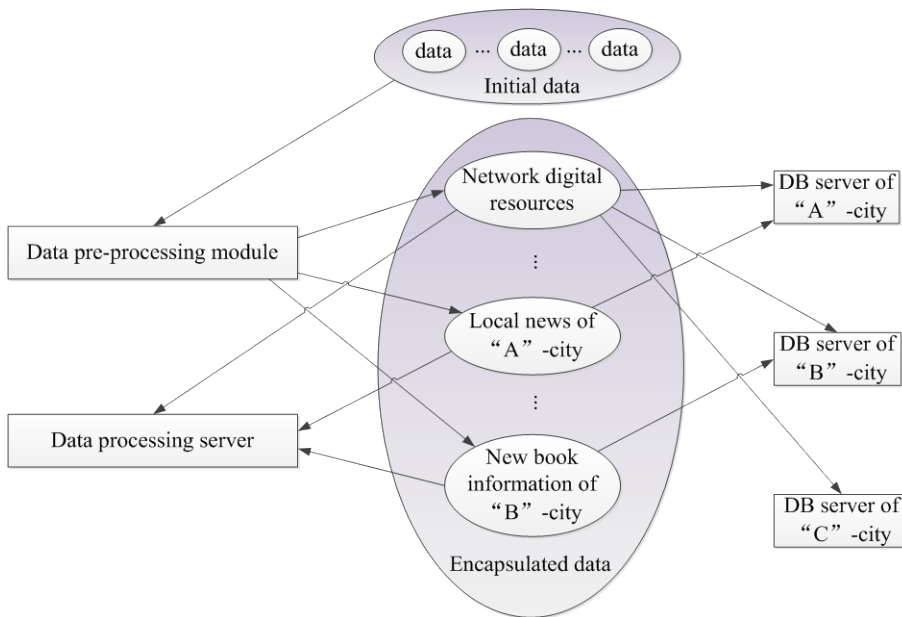 data ... data ... data
Initial data
Network digital
resources
DB server of
“A” -city
Data pre-processing module
...
Local news of
“A” -city
DB server of
“B” -city
...
Data processing server
New book
information of
“B” -city
DB server of
“C” -city
Encapsulated data